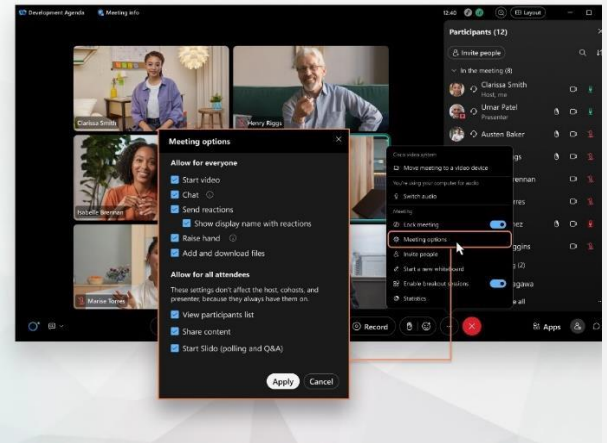 Development Agenda
Meeting info
12:40
Layout
Clarissa Smith
Henry Riggs
Isabelle Brennan
Marise Torres
Meeting options
Allow for everyone
Start video
Chat
Send reactions
Show display name with reactions
Raise hand
Add and download files
Allow for all attendees
These settings don't affect the host, cohosts, and
presenter, because they always have them on.
View participants list
Share content
Start Slido (polling and Q&A)
Apply
Cancel
Move meeting to a video device
You're using your computer for audio
Switch audio
Meeting
Lock meeting
Meeting options
Invite people
Start a new whiteboard
Enable breakout sessions
Statistics
Participants (12)
Invite people
In the meeting (8)
Clarissa Smith
Host, me
Umar Patel
Presenter
Austen Baker
Record
Apps